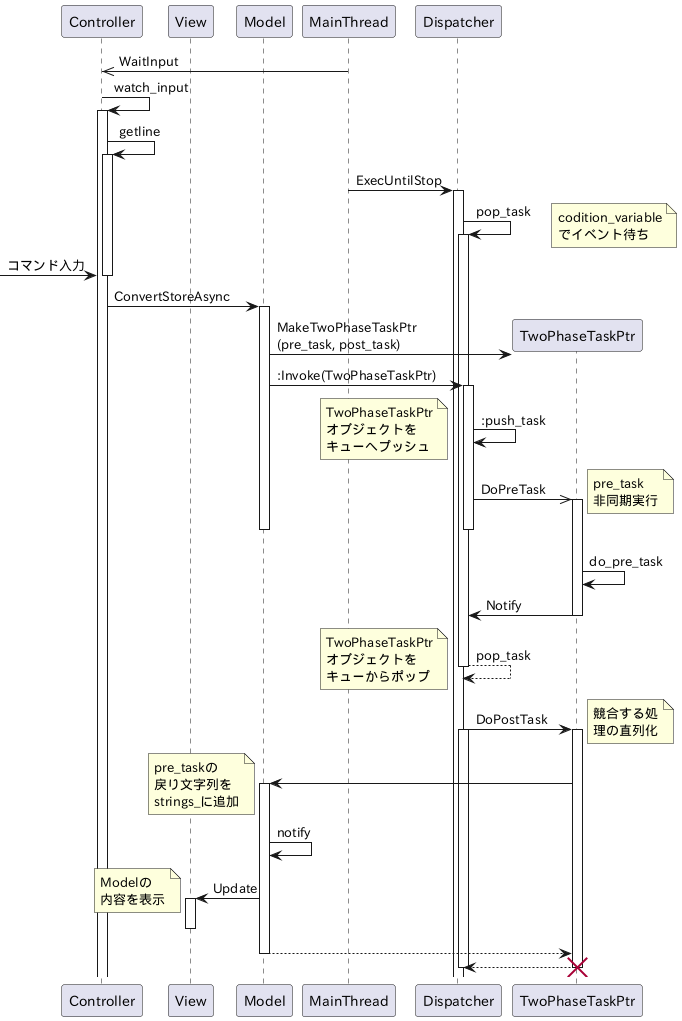 Controller
View
Model
MainThread
Dispatcher
WaitInput
watch_input
getline
ExecUntilStop
pop_task
codition_variable
でイベント待ち
コマンド入力
ConvertStoreAsync
MakeTwoPhaseTaskPtr
(pre_task, post_task)
TwoPhaseTaskPtr
:Invoke(TwoPhaseTaskPtr)
TwoPhaseTaskPtr
オブジェクトを
キューへプッシュ
:push_task
DoPreTask
pre_task
非同期実行
do_pre_task
Notify
TwoPhaseTaskPtr
オブジェクトを
キューからポップ
pop_task
DoPostTask
競合する処
理の直列化
pre_taskの
戻り文字列を
strings_に追加
notify
Modelの
内容を表示
Update
Controller
View
Model
MainThread
Dispatcher
TwoPhaseTaskPtr